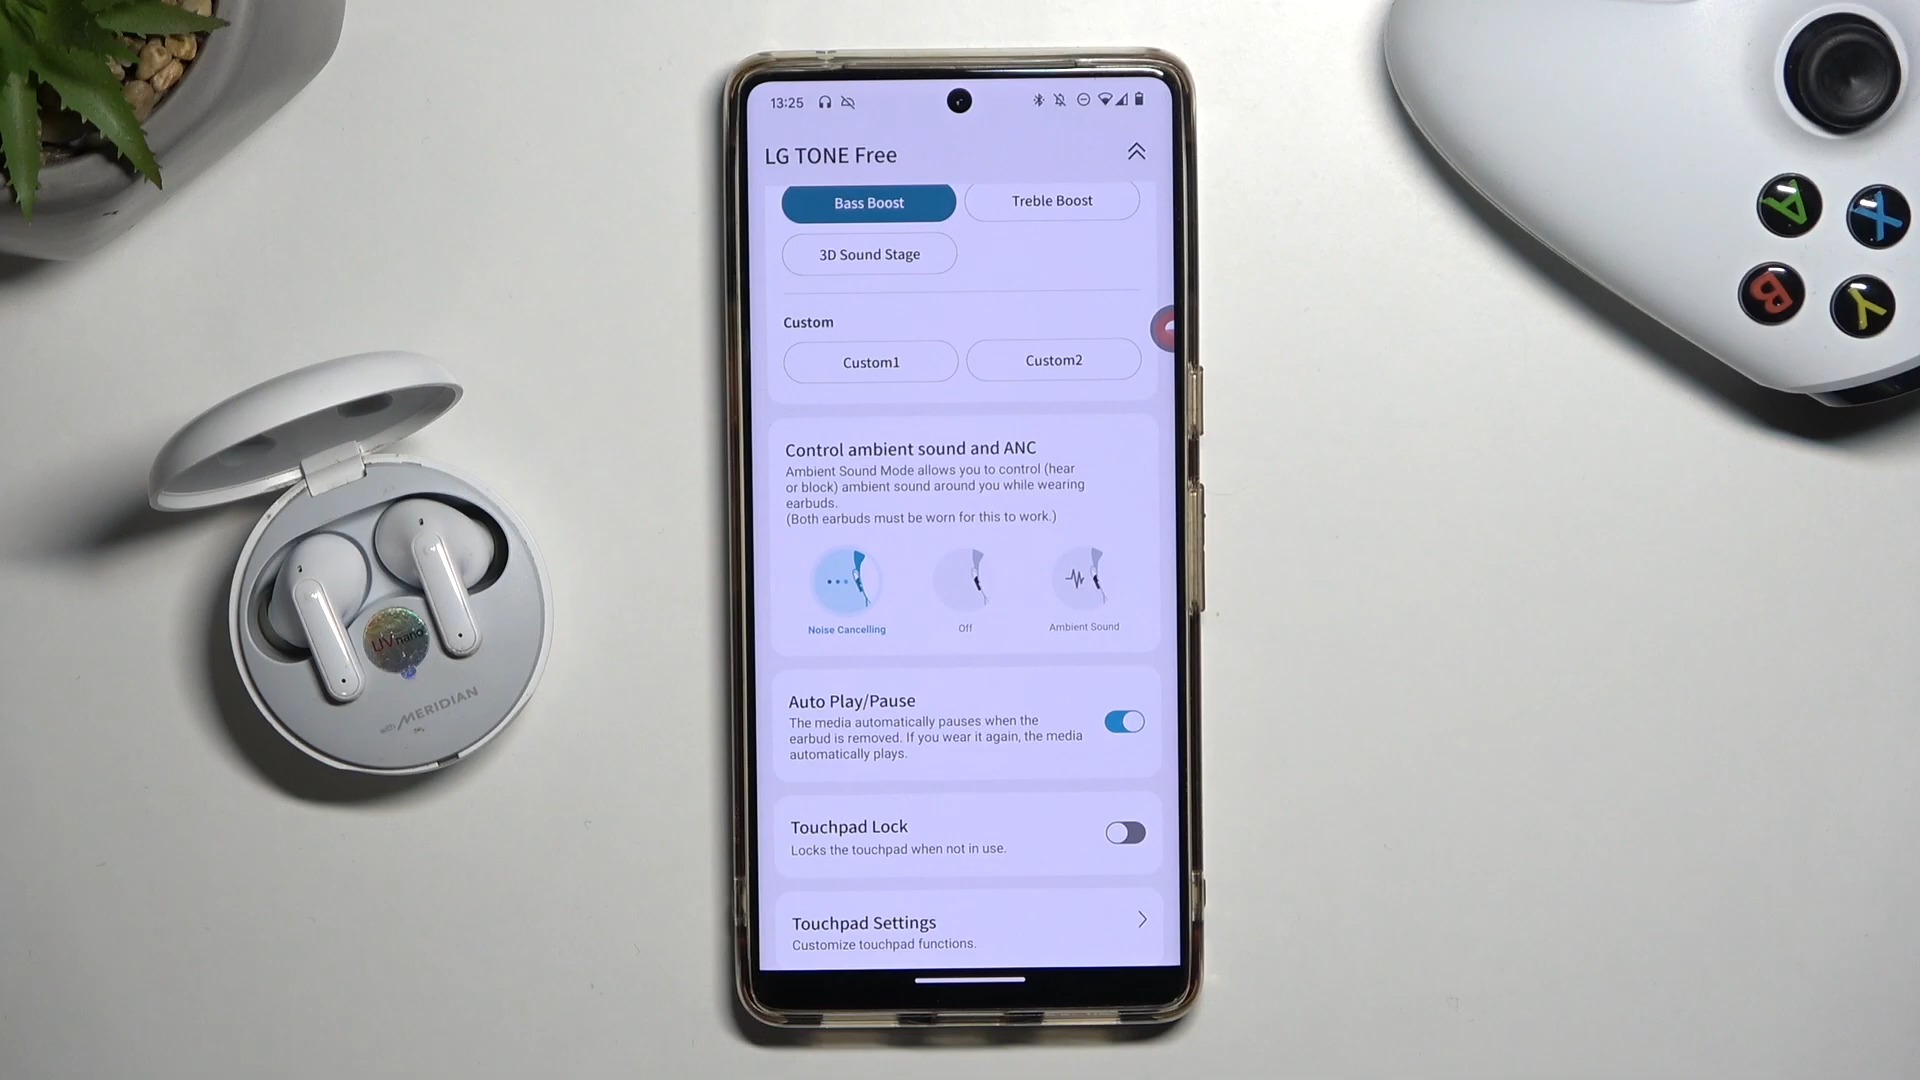 13:25
LG TONE Free
Bass Boost
Treble Boost
3D Sound Stage
Custom
Custom1
Custom2
Control ambient sound and ANC
Ambient Sound Mode allows you to control (hear
or block) ambient sound around you while wearing
earbuds.
(Both earbuds must be worn for this to work.)
Noise Cancelling
Off
Ambient Sound
Auto Play/Pause
The media automatically pauses when the
earbud is removed. If you wear it again, the media
automatically plays.
Touchpad Lock
Locks the touchpad when not in use.
Touchpad Settings
Customize touchpad functions.
UVnano
with MERIDIAN
A
X
B
Y